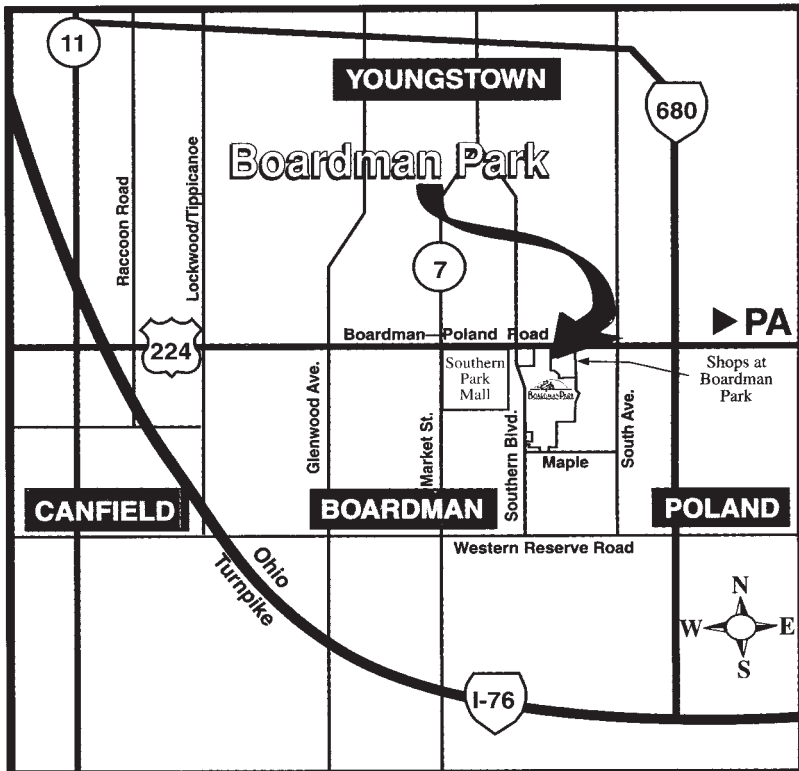 11
YOUNGSTOWN
680
Boardman Park
Raccoon Road
Lockwood/Tippicanoe
7
PA
Boardman—Poland Road
224
Southern
Park
Mall
Shops at
Boardman
Park
BOARDMAN PARK
Glenwood Ave.
Market St.
Southern Blvd.
South Ave.
Maple
CANFIELD
BOARDMAN
POLAND
Western Reserve Road
Ohio
Turnpike
N
W
E
S
I-76